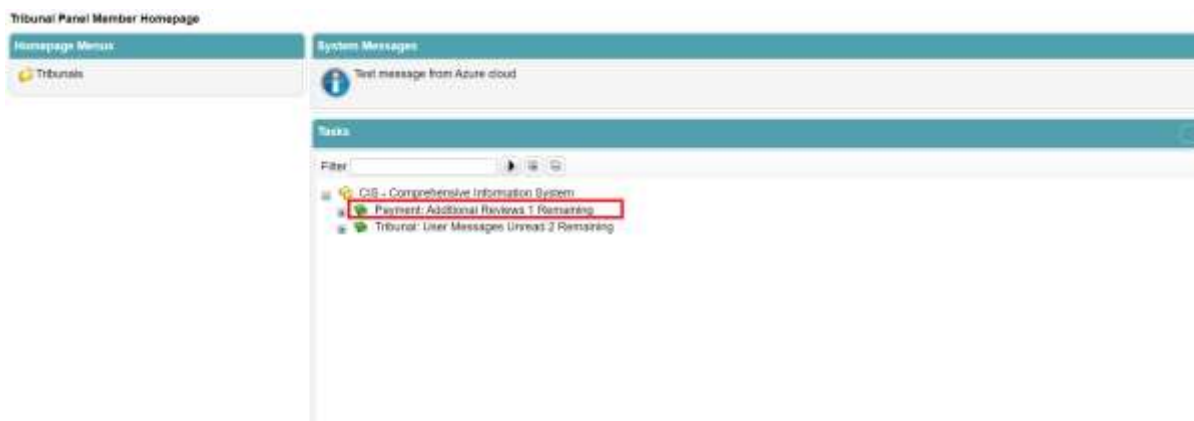 Tribunal Panel Member Homepage
Homepage Menus
Tribunals
System Messages
Test message from Azure cloud
Tasks
Filter
CIS - Comprehensive Information System
Payment: Additional Reviews 1 Remaining
Tribunal: User Messages Unread 2 Remaining